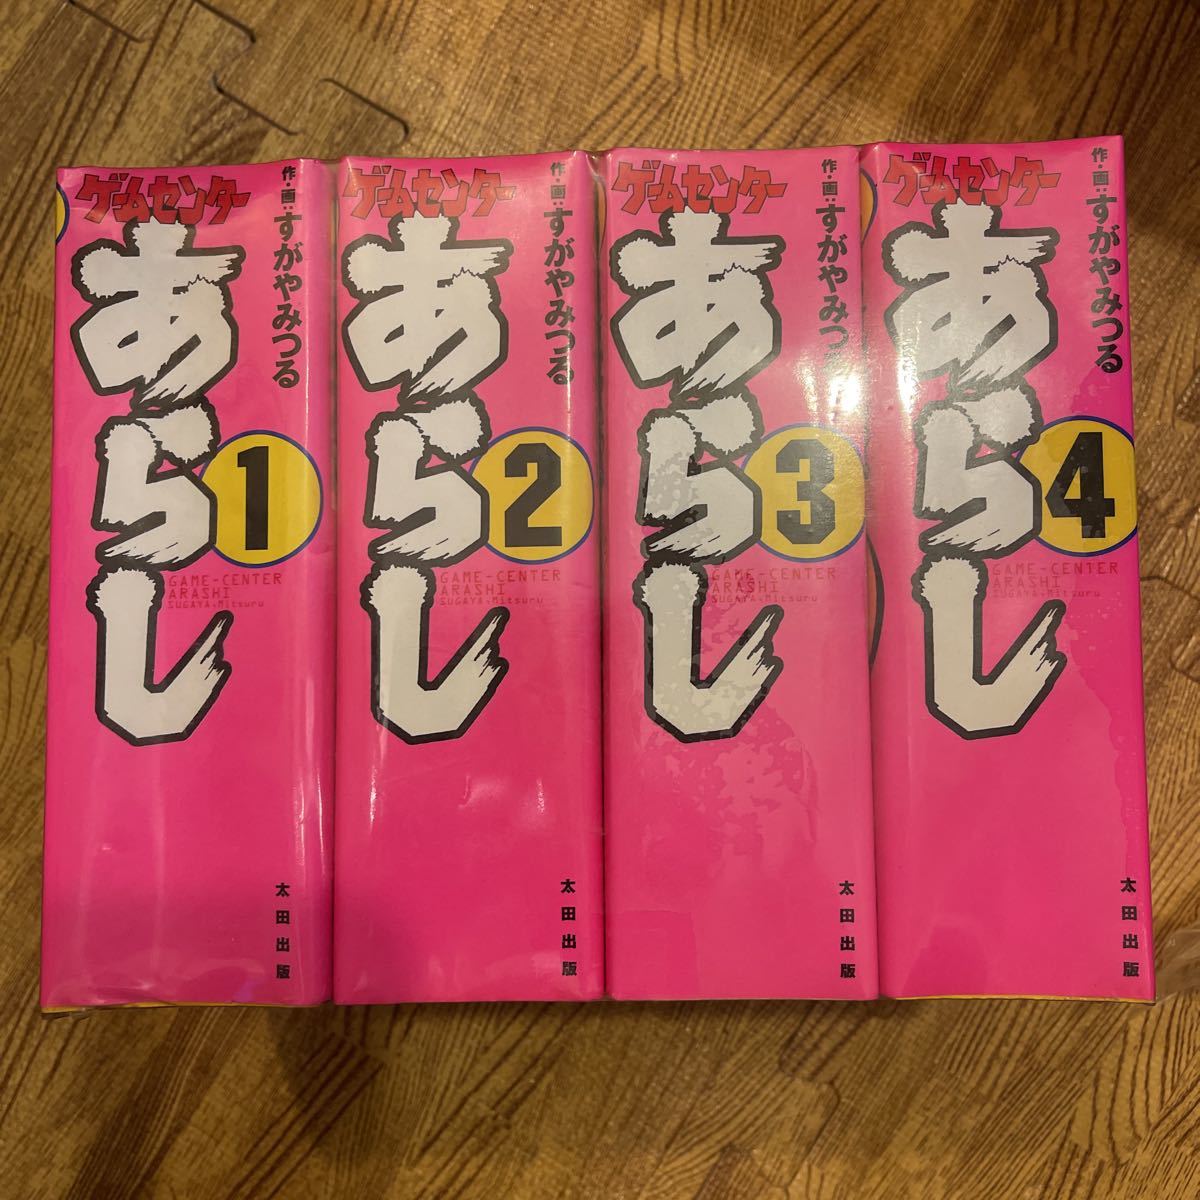 ゲームセンター
あらし
作・画:すがやみつる
1
GAME-CENTER
ARASHI
SUGAYA・Mitsuru
太田出版
ゲームセンター
あらし
作・画:すがやみつる
2
GAME-CENTER
ARASHI
SUGAYA・Mitsuru
太田出版
ゲームセンター
あらし
作・画:すがやみつる
3
GAME-CENTER
ARASHI
SUGAYA・Mitsuru
太田出版
ゲームセンター
あらし
作・画:すがやみつる
4
GAME-CENTER
ARASHI
SUGAYA・Mitsuru
太田出版